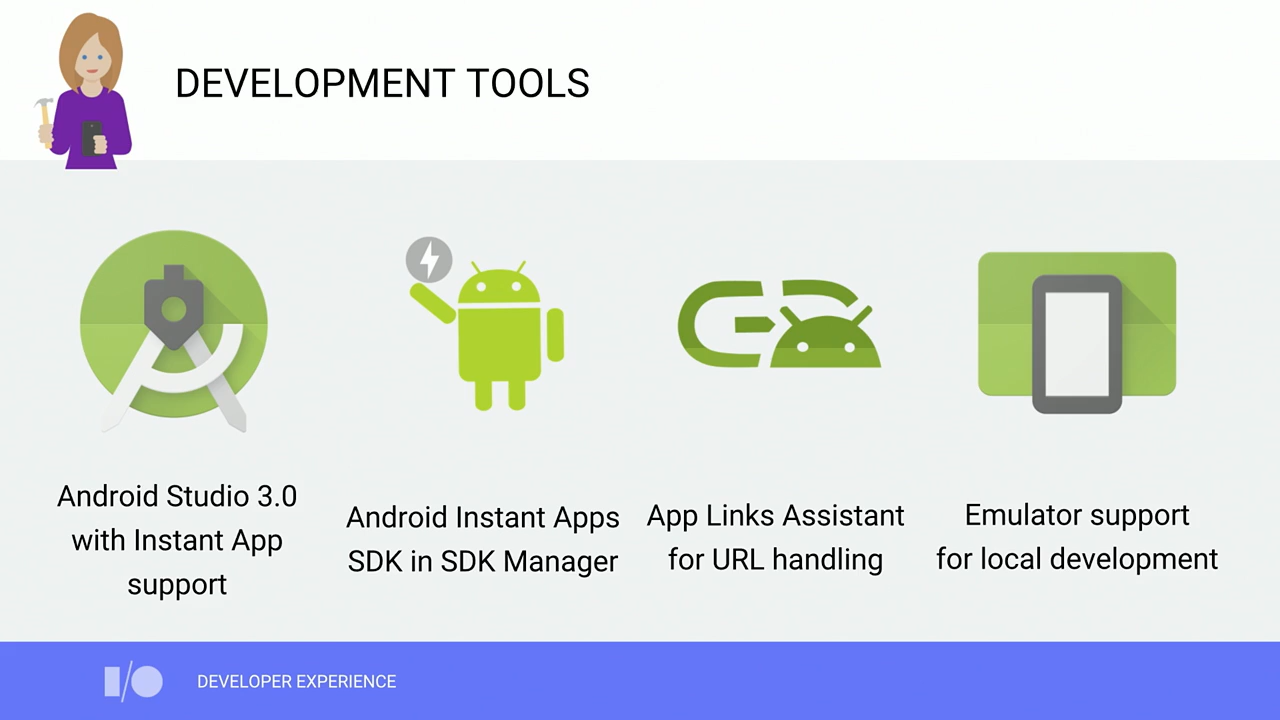 DEVELOPMENT TOOLS
Android Studio 3.0
with Instant App
support
Android Instant Apps
SDK in SDK Manager
App Links Assistant
for URL handling
Emulator support
for local development
I/O
DEVELOPER EXPERIENCE